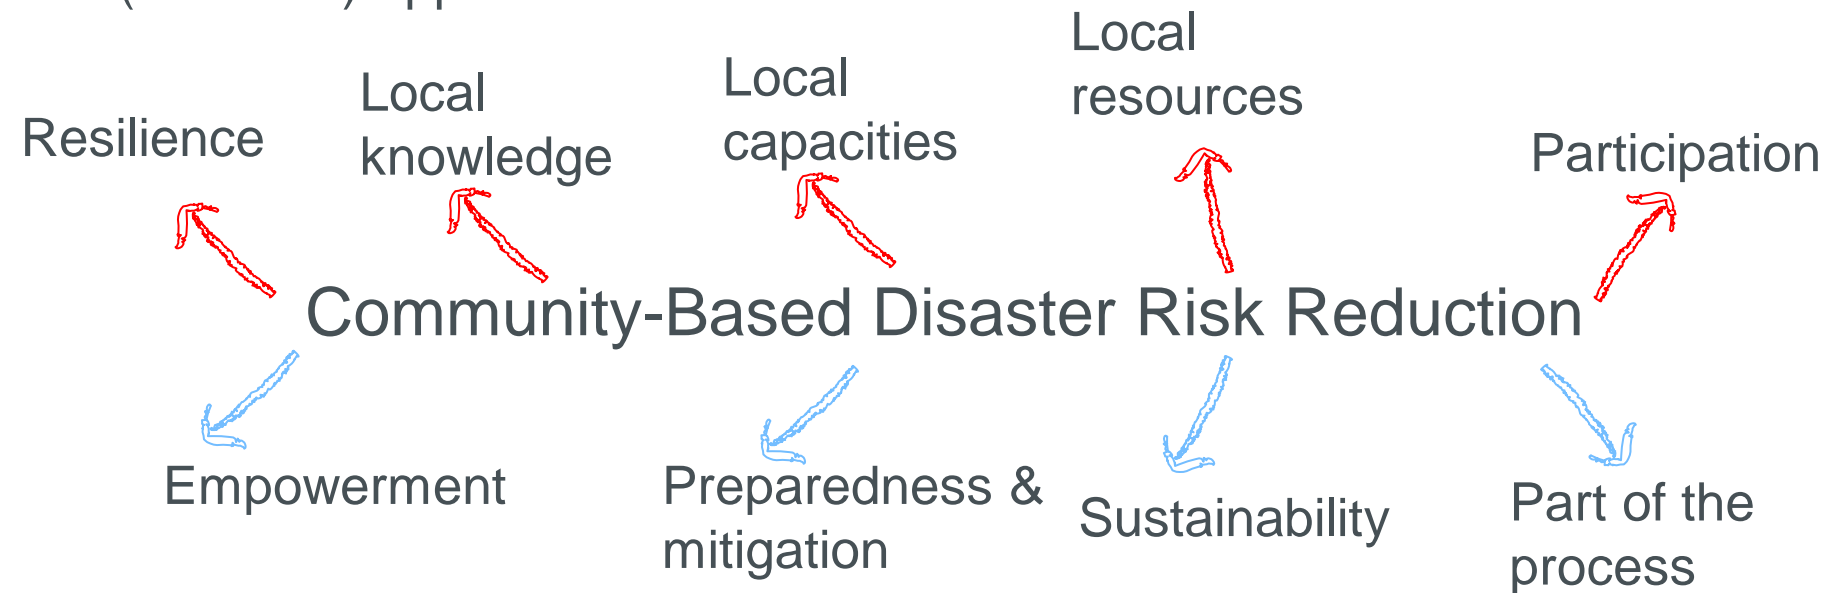 Resilience
Local
knowledge
Local
capacities
Local
resources
Participation
Community-Based Disaster Risk Reduction
Empowerment
Preparedness &
mitigation
Sustainability
Part of the
process